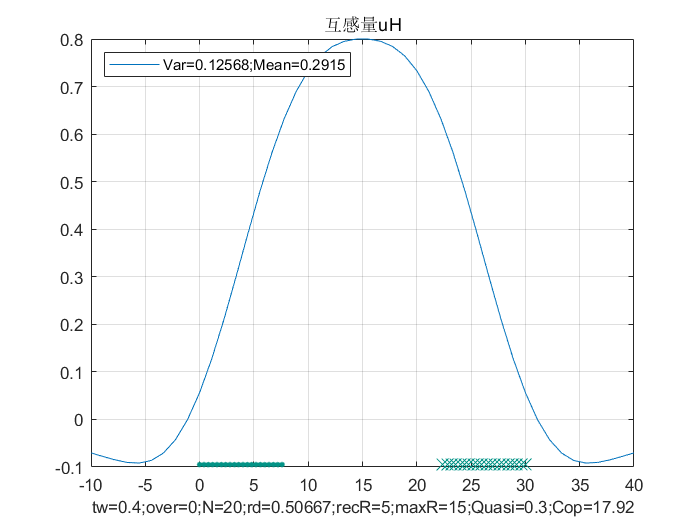 互感量uH
Var=0.12568;Mean=0.2915
0.8
0.7
0.6
0.5
0.4
0.3
0.2
0.1
0
-0.1
-10 -5 0 5 10 15 20 25 30 35 40
tw=0.4;over=0;N=20;rd=0.50667;recR=5;maxR=15;Quasi=0.3;Cop=17.92